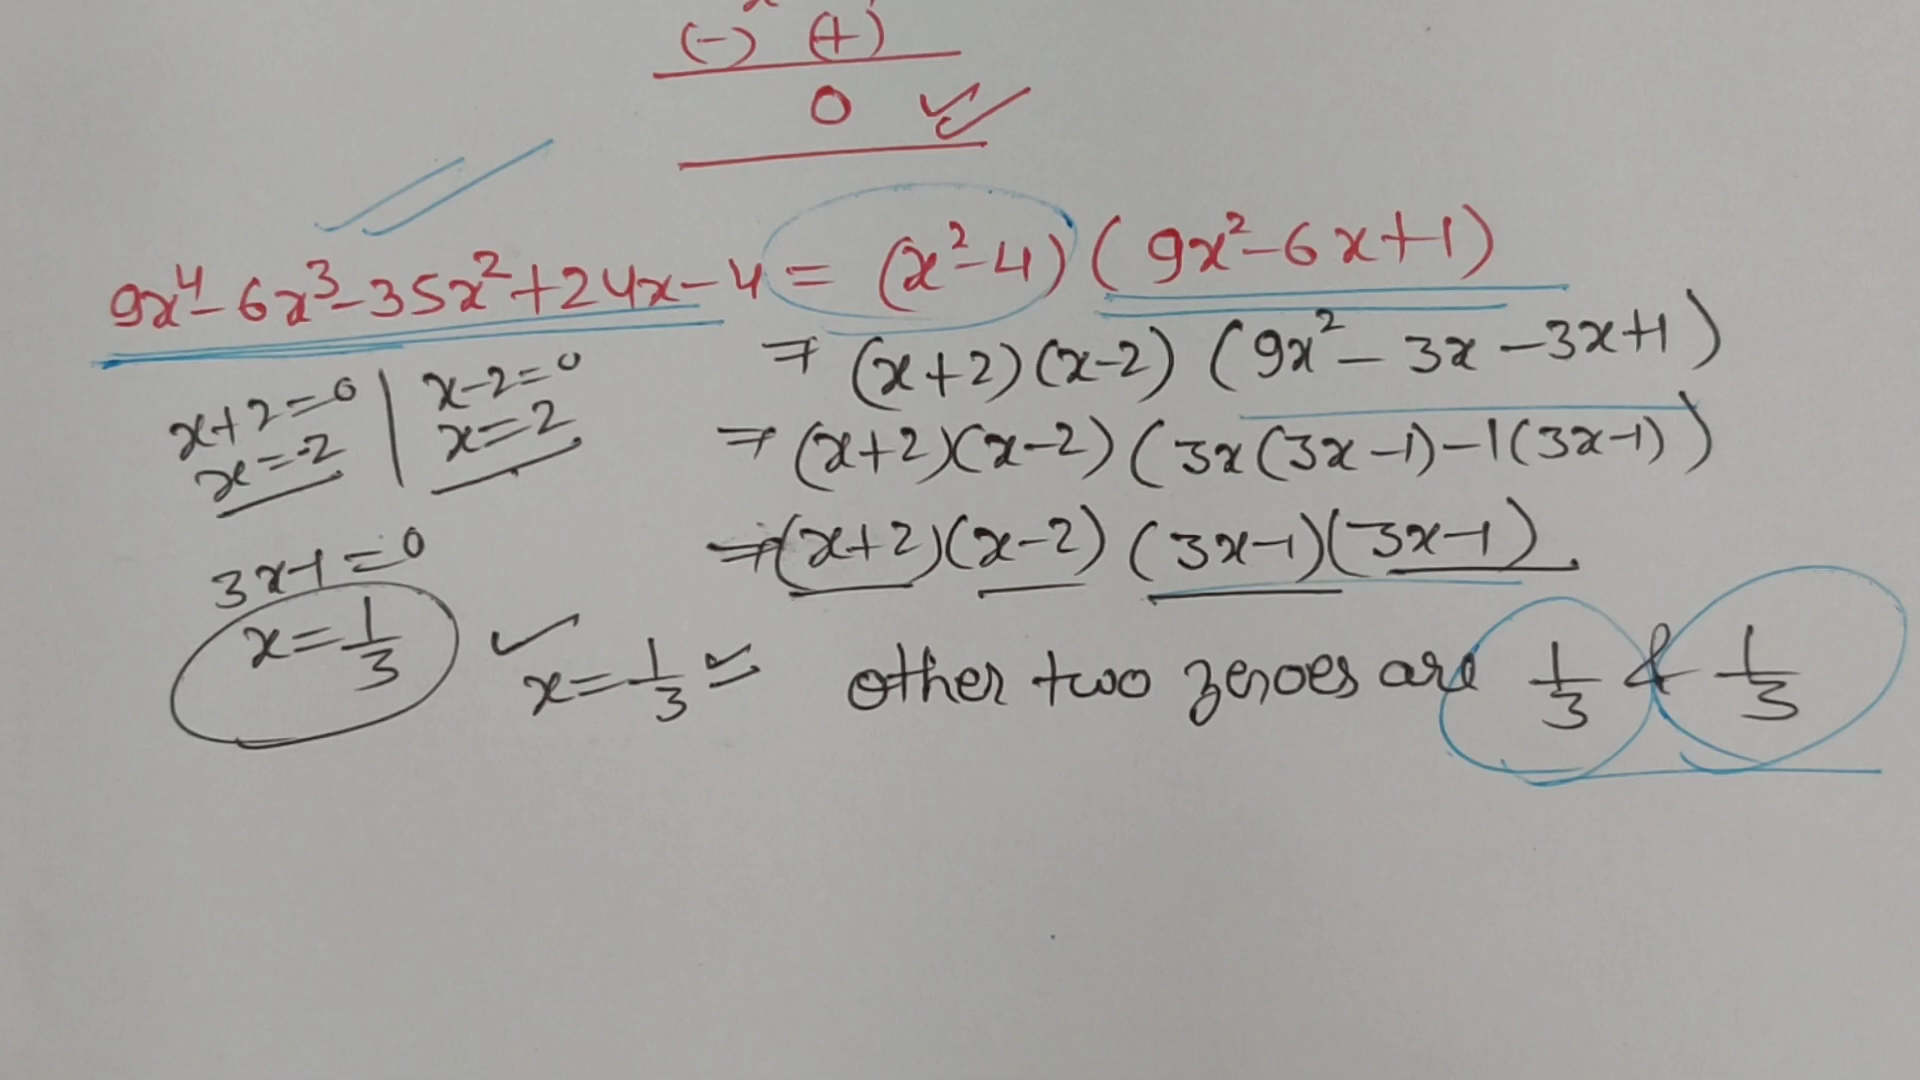 (-) (+)
0
9x⁴-6x³-35x²+24x-4 = (x²-4) (9x²-6x+1)
⇒ (x+2)(x-2) (9x²-3x-3x+1)
x+2=0 | x-2=0
x=-2 | x=2
⇒ (x+2)(x-2) (3x(3x-1)-1(3x-1))
⇒ (x+2)(x-2) (3x-1)(3x-1).
3x-1=0
x=1/3 ✓ x=1/3 other two zeroes are 1/3 & 1/3